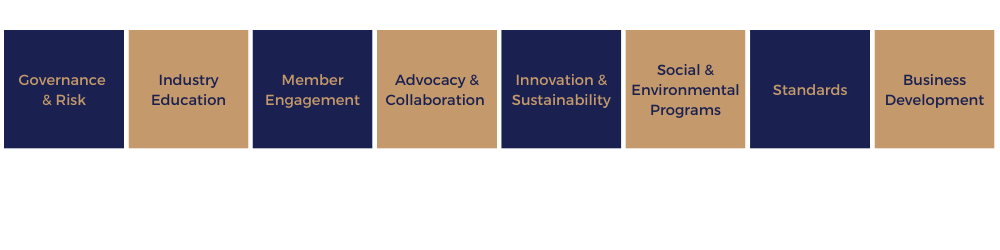 Governance
& Risk
Industry
Education
Member
Engagement
Advocacy &
Collaboration
Innovation &
Sustainability
Social &
Environmental
Programs
Standards
Business
Development